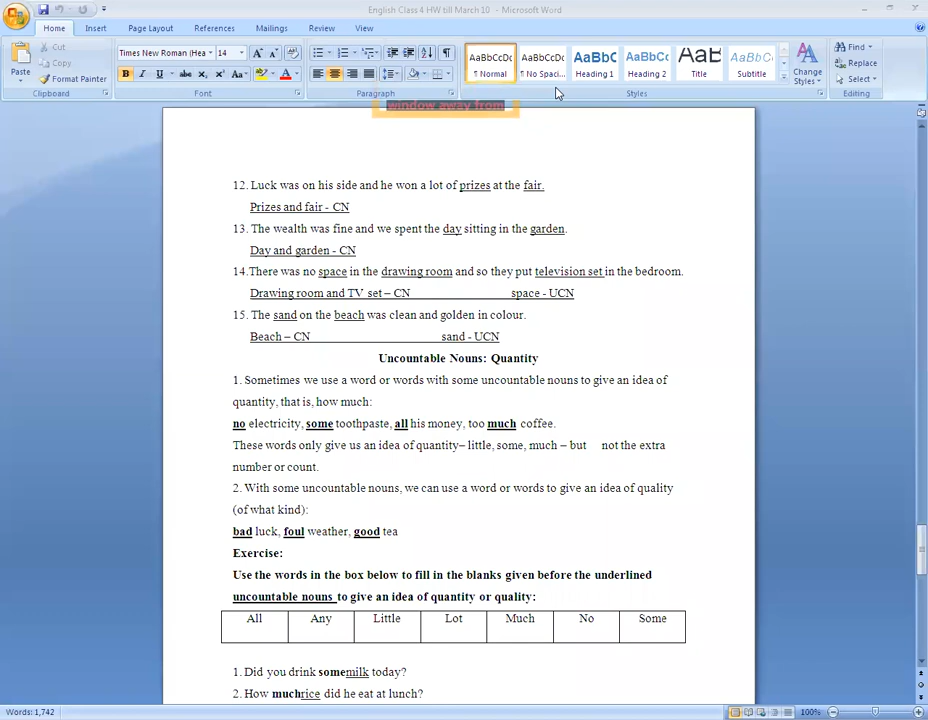 English Class 4 HW till March 10 - Microsoft Word
Home Insert Page Layout References Mailings Review View
Paste
Cut
Copy
Format Painter
Clipboard
Times New Roman (Hea 14
B I U abc x₂ x² Aa
Font
Paragraph
AaBbCcDc AaBbCcDc AaBbC AaBbCc AaB AaBbCc
¶ Normal ¶ No Spaci... Heading 1 Heading 2 Title Subtitle
Change Styles
Styles
Find
Replace
Select
Editing
window away from
12. Luck was on his side and he won a lot of prizes at the fair.
Prizes and fair - CN
13. The wealth was fine and we spent the day sitting in the garden.
Day and garden - CN
14.There was no space in the drawing room and so they put television set in the bedroom.
Drawing room and TV set – CN space - UCN
15. The sand on the beach was clean and golden in colour.
Beach – CN sand - UCN
Uncountable Nouns: Quantity
1. Sometimes we use a word or words with some uncountable nouns to give an idea of
quantity, that is, how much:
no electricity, some toothpaste, all his money, too much coffee.
These words only give us an idea of quantity– little, some, much – but not the extra
number or count.
2. With some uncountable nouns, we can use a word or words to give an idea of quality
(of what kind):
bad luck, foul weather, good tea
Exercise:
Use the words in the box below to fill in the blanks given before the underlined
uncountable nouns to give an idea of quantity or quality:
All Any Little Lot Much No Some
1. Did you drink somemilk today?
2. How muchrice did he eat at lunch?
Words: 1,742
100%